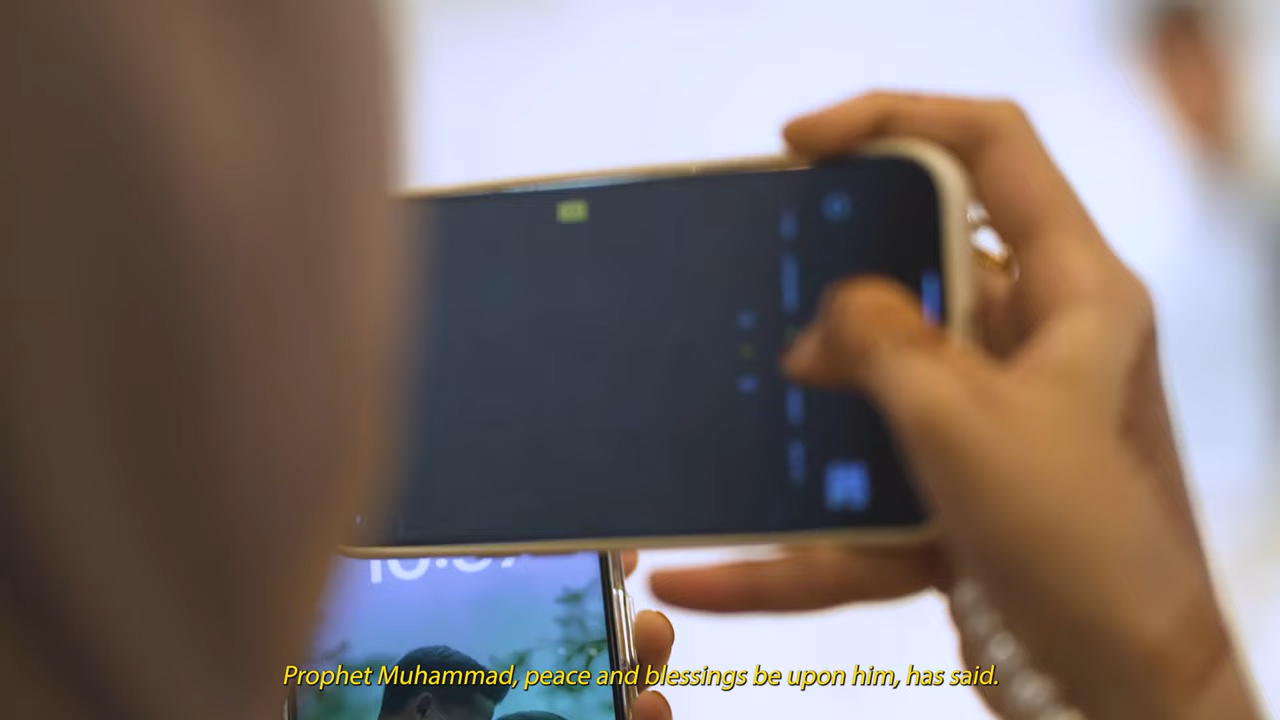 Prophet Muhammad, peace and blessings be upon him, has said.